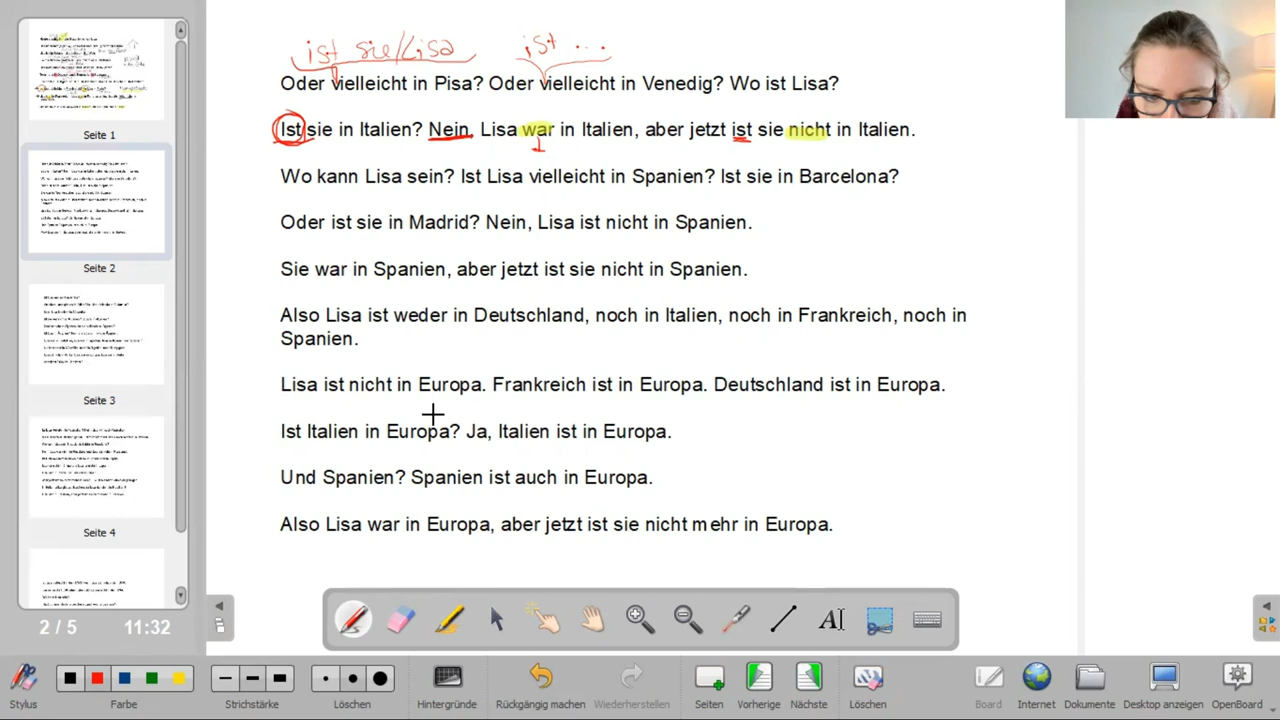 ist sie/Lisa ist ...
Oder vielleicht in Pisa? Oder vielleicht in Venedig? Wo ist Lisa?
Ist sie in Italien? Nein, Lisa war in Italien, aber jetzt ist sie nicht in Italien.
Wo kann Lisa sein? Ist Lisa vielleicht in Spanien? Ist sie in Barcelona?
Oder ist sie in Madrid? Nein, Lisa ist nicht in Spanien.
Sie war in Spanien, aber jetzt ist sie nicht in Spanien.
Also Lisa ist weder in Deutschland, noch in Italien, noch in Frankreich, noch in
Spanien.
Lisa ist nicht in Europa. Frankreich ist in Europa. Deutschland ist in Europa.
Ist Italien in Europa? Ja, Italien ist in Europa.
Und Spanien? Spanien ist auch in Europa.
Also Lisa war in Europa, aber jetzt ist sie nicht mehr in Europa.
Seite 1
Seite 2
Seite 3
Seite 4
2 / 5 11:32
Stylus Farbe Strichstärke Löschen Hintergründe Rückgängig machen Wiederherstellen Seiten Vorherige Nächste Löschen Board Internet Dokumente Desktop anzeigen OpenBoard